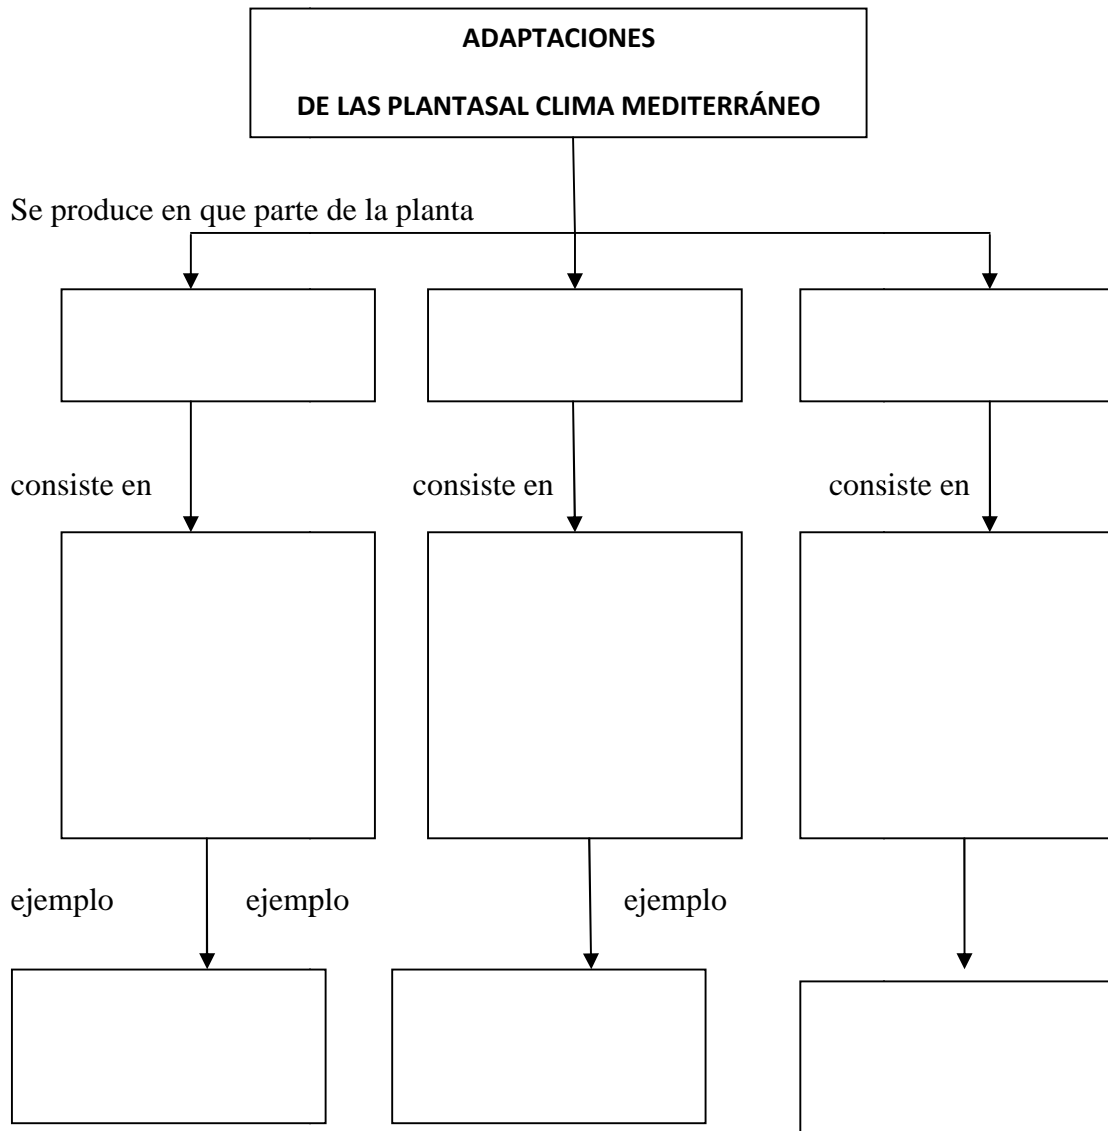 ADAPTACIONES
DE LAS PLANTASAL CLIMA MEDITERRÁNEO
Se produce en que parte de la planta
consiste en
consiste en
consiste en
ejemplo
ejemplo
ejemplo